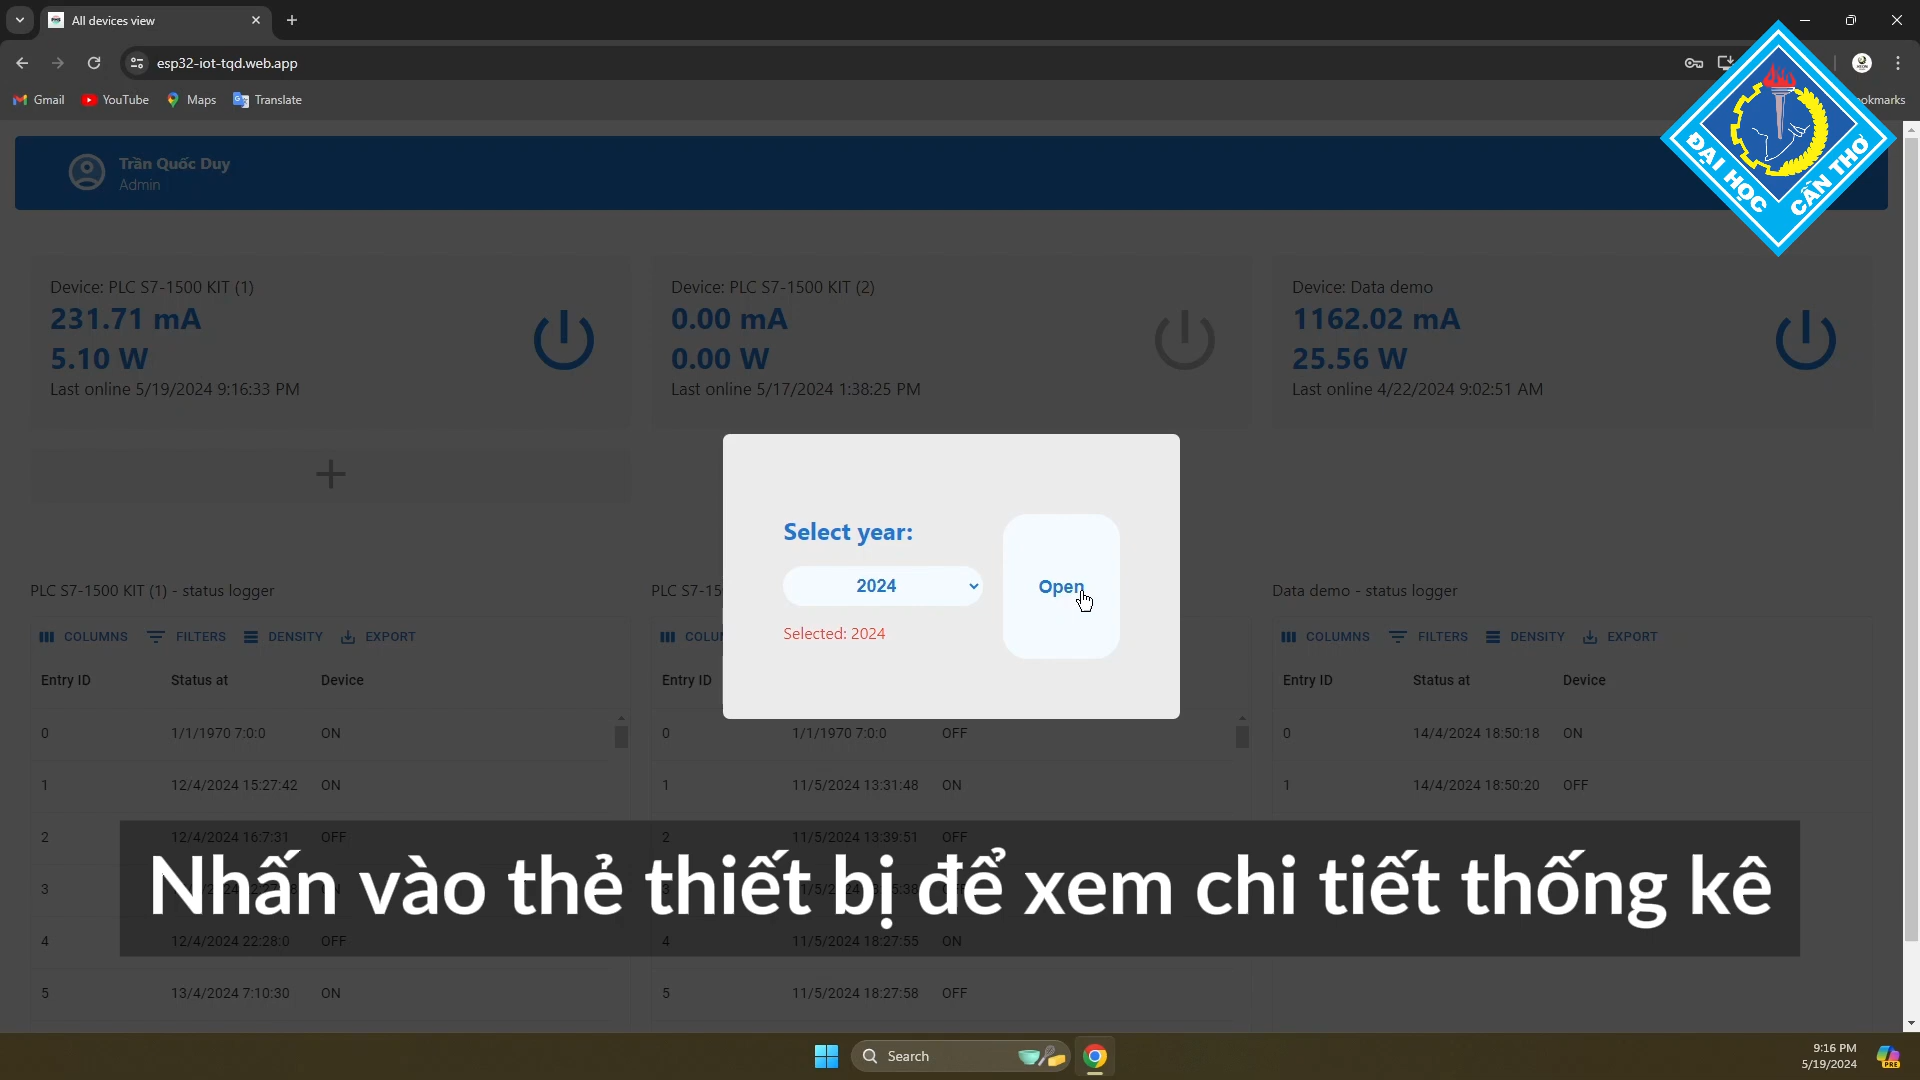 All devices view
esp32-iot-tqd.web.app
Gmail
YouTube
Maps
Translate
ĐẠI HỌC CẦN THƠ
Trần Quốc Duy
Admin
Device: PLC S7-1500 KIT (1)
231.71 mA
5.10 W
Last online 5/19/2024 9:16:33 PM
Device: PLC S7-1500 KIT (2)
0.00 mA
0.00 W
Last online 5/17/2024 1:38:25 PM
Device: Data demo
1162.02 mA
25.56 W
Last online 4/22/2024 9:02:51 AM
Select year:
2024
Selected: 2024
Open
PLC S7-1500 KIT (1) - status logger
COLUMNS FILTERS DENSITY EXPORT
Entry ID Status at Device
0 1/1/1970 7:0:0 ON
1 12/4/2024 15:27:42 ON
2 12/4/2024 16:7:31 OFF
3
4 12/4/2024 22:28:0 OFF
5 13/4/2024 7:10:30 ON
PLC S7-15
Entry ID
0 1/1/1970 7:0:0 OFF
1 11/5/2024 13:31:48 ON
2 11/5/2024 13:39:51 OFF
4 11/5/2024 18:27:55 ON
5 11/5/2024 18:27:58 OFF
Data demo - status logger
COLUMNS FILTERS DENSITY EXPORT
Entry ID Status at Device
0 14/4/2024 18:50:18 ON
1 14/4/2024 18:50:20 OFF
Nhấn vào thẻ thiết bị để xem chi tiết thống kê
Search
9:16 PM
5/19/2024
PRE